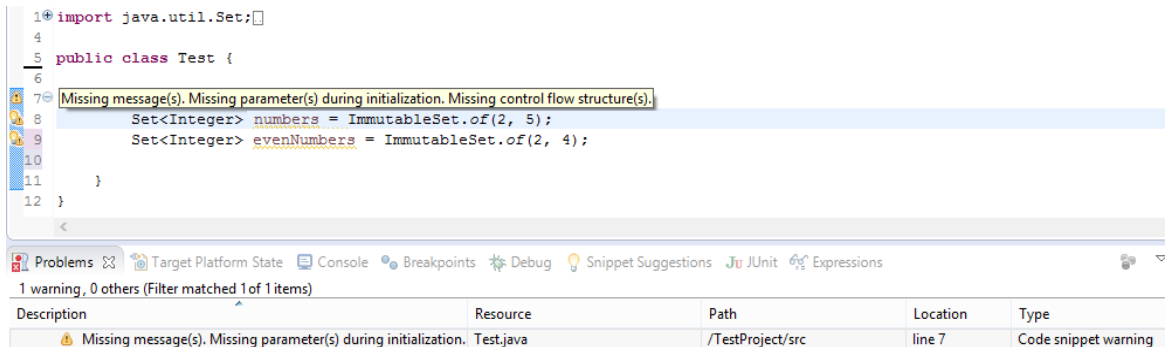 1 import java.util.Set;
4
5 public class Test {
6
7 Missing message(s). Missing parameter(s) during initialization. Missing control flow structure(s).
8 Set<Integer> numbers = ImmutableSet.of(2, 5);
9 Set<Integer> evenNumbers = ImmutableSet.of(2, 4);
10
11 }
12 }
Problems Target Platform State Console Breakpoints Debug Snippet Suggestions JUnit Expressions
1 warning, 0 others (Filter matched 1 of 1 items)
Description Resource Path Location Type
Missing message(s). Missing parameter(s) during initialization. Test.java /TestProject/src line 7 Code snippet warning